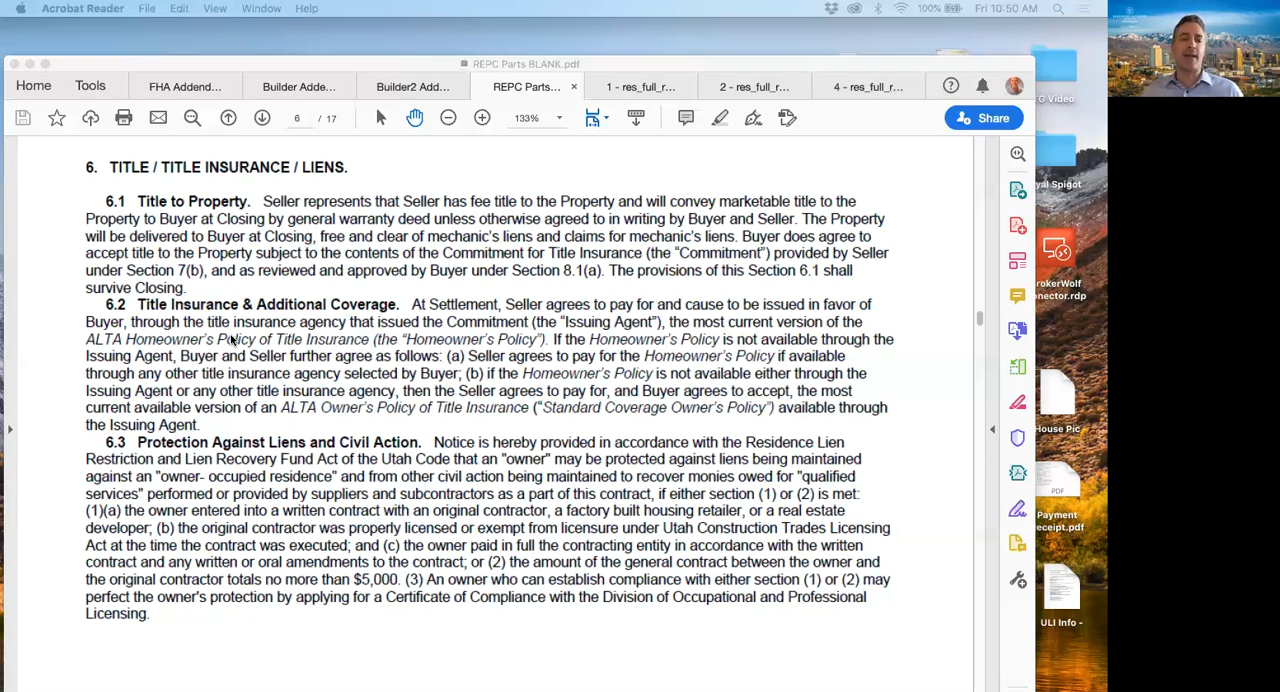 Acrobat Reader File Edit View Window Help 100% Fri 10:50 AM
REPC Parts BLANK.pdf
Home Tools FHA Addend... Builder Adde... Builder2 Adde... REPC Parts... × 1 - res_full_r... 2 - res_full_r... 4 - res_full_r...
6 / 17 133% Share
6. TITLE / TITLE INSURANCE / LIENS.
6.1 Title to Property. Seller represents that Seller has fee title to the Property and will convey marketable title to the
Property to Buyer at Closing by general warranty deed unless otherwise agreed to in writing by Buyer and Seller. The Property
will be delivered to Buyer at Closing, free and clear of mechanic's liens and claims for mechanic's liens. Buyer does agree to
accept title to the Property subject to the contents of the Commitment for Title Insurance (the “Commitment”) provided by Seller
under Section 7(b), and as reviewed and approved by Buyer under Section 8.1(a). The provisions of this Section 6.1 shall
survive Closing.
6.2 Title Insurance & Additional Coverage. At Settlement, Seller agrees to pay for and cause to be issued in favor of
Buyer, through the title insurance agency that issued the Commitment (the “Issuing Agent”), the most current version of the
ALTA Homeowner's Policy of Title Insurance (the “Homeowner's Policy”). If the Homeowner's Policy is not available through the
Issuing Agent, Buyer and Seller further agree as follows: (a) Seller agrees to pay for the Homeowner's Policy if available
through any other title insurance agency selected by Buyer; (b) if the Homeowner's Policy is not available either through the
Issuing Agent or any other title insurance agency, then the Seller agrees to pay for, and Buyer agrees to accept, the most
current available version of an ALTA Owner's Policy of Title Insurance (“Standard Coverage Owner's Policy”) available through
the Issuing Agent.
6.3 Protection Against Liens and Civil Action. Notice is hereby provided in accordance with the Residence Lien
Restriction and Lien Recovery Fund Act of the Utah Code that an "owner" may be protected against liens being maintained
against an "owner- occupied residence" and from other civil action being maintained to recover monies owed for "qualified
services" performed or provided by suppliers and subcontractors as a part of this contract, if either section (1) or (2) is met:
(1)(a) the owner entered into a written contract with an original contractor, a factory built housing retailer, or a real estate
developer; (b) the original contractor was properly licensed or exempt from licensure under Utah Construction Trades Licensing
Act at the time the contract was executed; and (c) the owner paid in full the contracting entity in accordance with the written
contract and any written or oral amendments to the contract; or (2) the amount of the general contract between the owner and
the original contractor totals no more than $5,000. (3) An owner who can establish compliance with either section (1) or (2) may
perfect the owner's protection by applying for a Certificate of Compliance with the Division of Occupational and Professional
Licensing.
TG Video
yal Spigot
rokerWolf
nector.rdp
House Pic
PDF
Payment
eceipt.pdf
ULI Info -